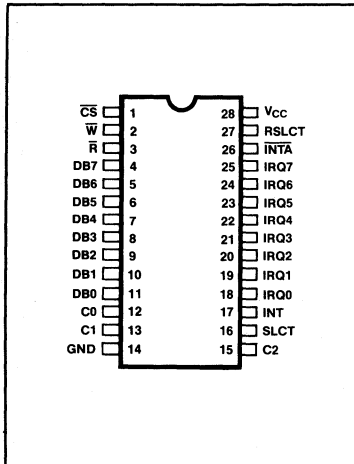 C̅S̅ 1 28 VCC
W̅ 2 27 RSLCT
R̅ 3 26 I̅N̅T̅A̅
DB7 4 25 IRQ7
DB6 5 24 IRQ6
DB5 6 23 IRQ5
DB4 7 22 IRQ4
DB3 8 21 IRQ3
DB2 9 20 IRQ2
DB1 10 19 IRQ1
DB0 11 18 IRQ0
C0 12 17 INT
C1 13 16 SLCT
GND 14 15 C2